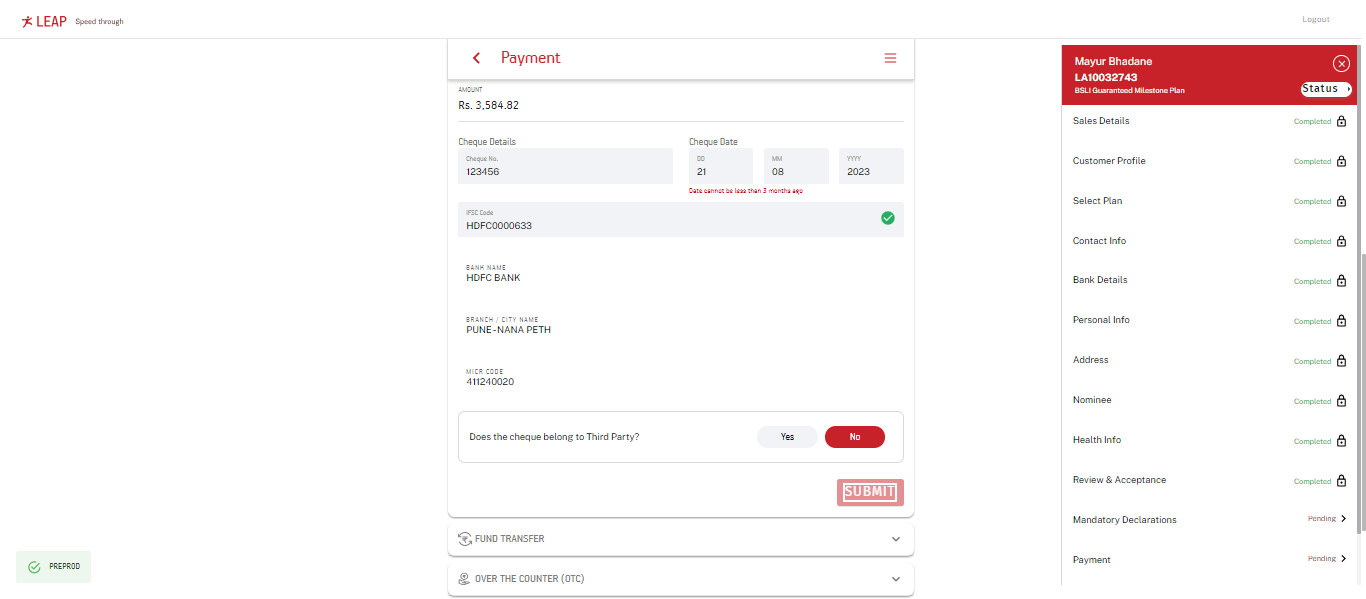 LEAP Speed through
Logout
Payment
AMOUNT
Rs. 3,584.82
Cheque Details
Cheque No.
123456
Cheque Date
DD
21
MM
08
YYYY
2023
Date cannot be less than 3 months ago
IFSC Code
HDFC0000633
BANK NAME
HDFC BANK
BRANCH / CITY NAME
PUNE - NANA PETH
MICR CODE
411240020
Does the cheque belong to Third Party?
Yes
No
SUBMIT
FUND TRANSFER
OVER THE COUNTER (OTC)
PREPROD
Mayur Bhadane
LA10032743
BSLI Guaranteed Milestone Plan
Status
Sales Details Completed
Customer Profile Completed
Select Plan Completed
Contact Info Completed
Bank Details Completed
Personal Info Completed
Address Completed
Nominee Completed
Health Info Completed
Review & Acceptance Completed
Mandatory Declarations Pending
Payment Pending